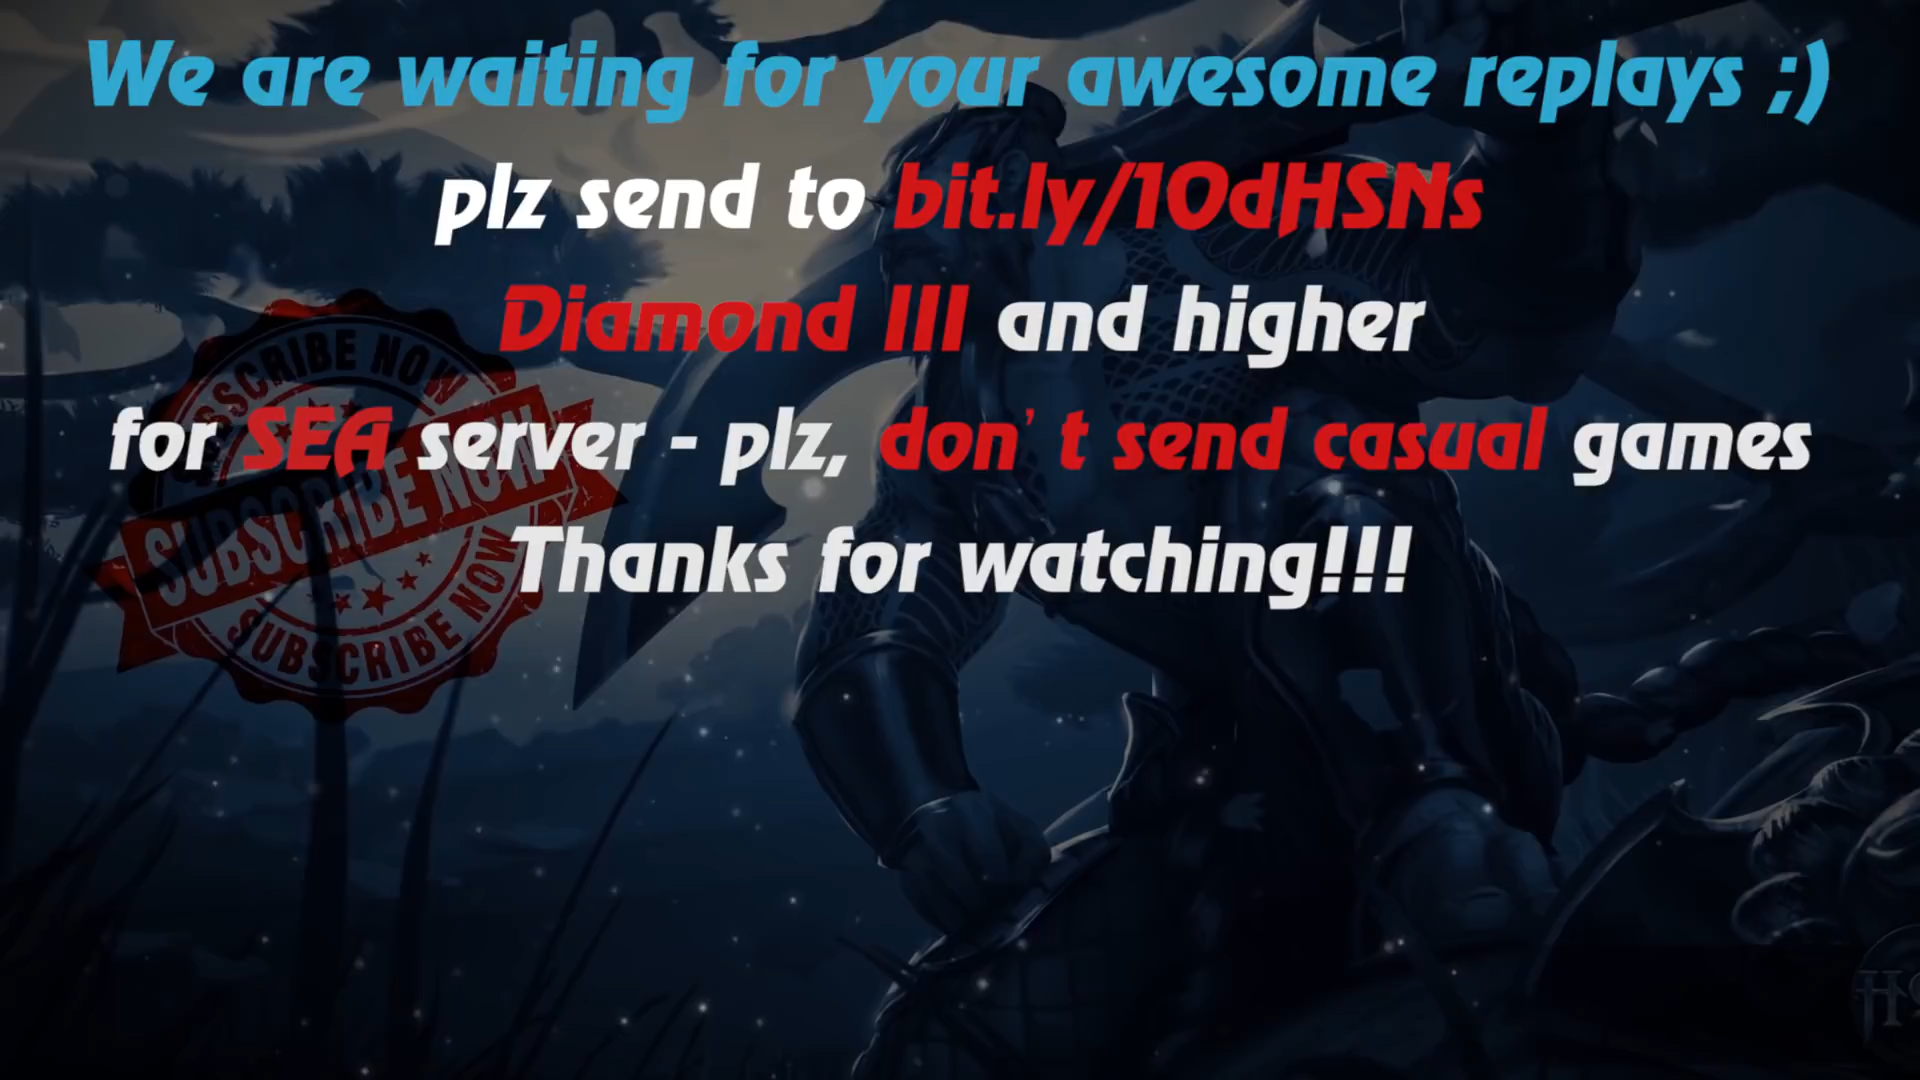 We are waiting for your awesome replays ;)
plz send to bit.ly/10dHSNs
Diamond III and higher
for SEA server - plz, don't send casual games
Thanks for watching!!!
SUBSCRIBE NOW
SUBSCRIBE NOW
SUBSCRIBE NOW